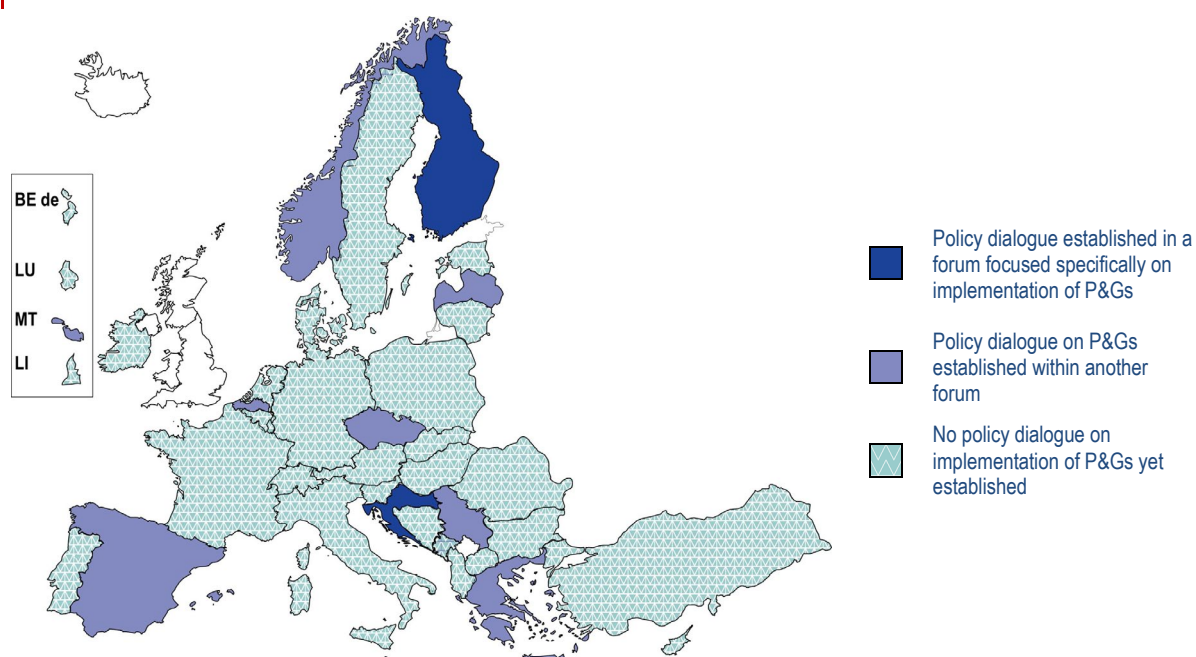 BE de
LU
MT
LI
Policy dialogue established in a
forum focused specifically on
implementation of P&Gs
Policy dialogue on P&Gs
established within another
forum
No policy dialogue on
implementation of P&Gs yet
established